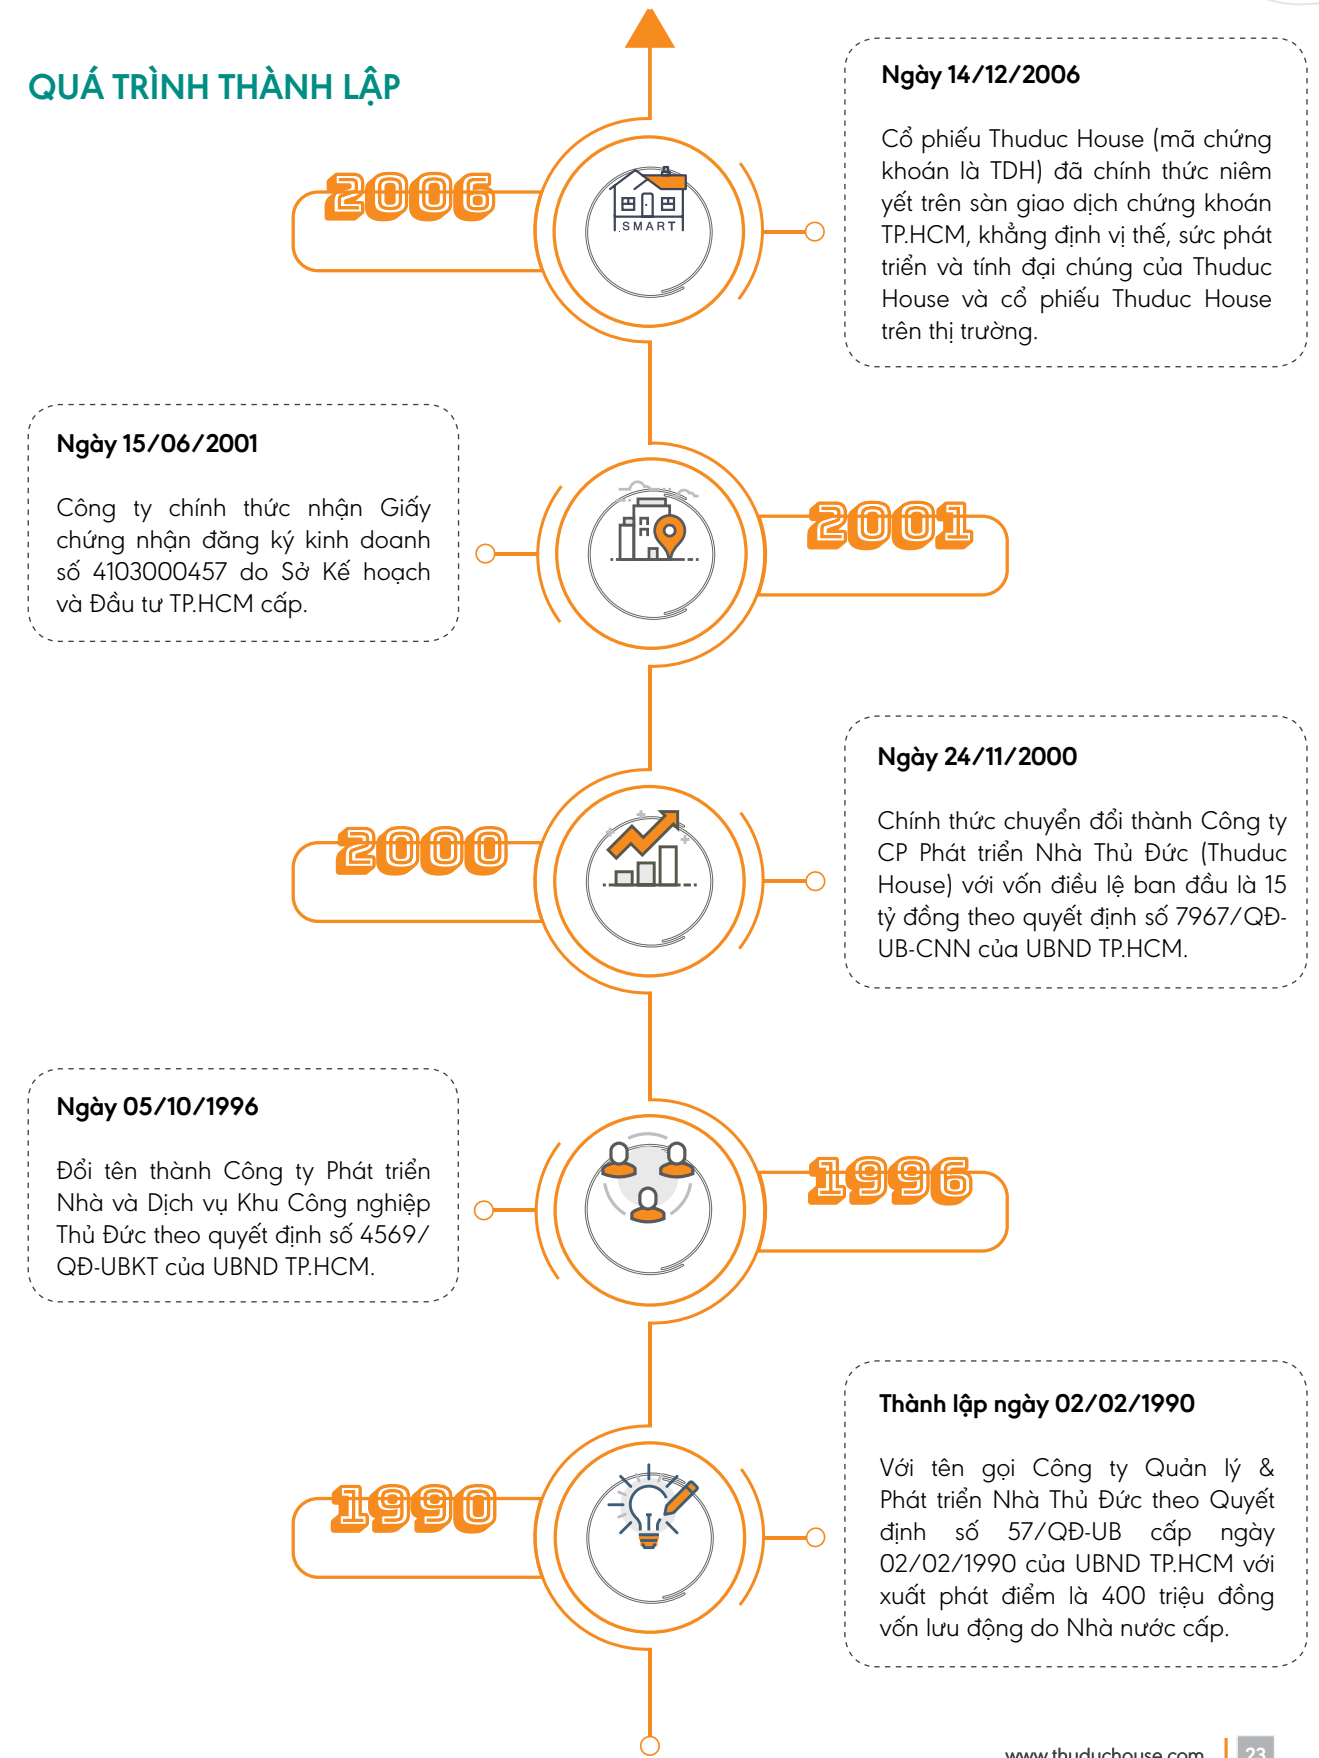 QUÁ TRÌNH THÀNH LẬP
2006
SMART
Ngày 14/12/2006
Cổ phiếu Thuduc House (mã chứng
khoán là TDH) đã chính thức niêm
yết trên sàn giao dịch chứng khoán
TP.HCM, khẳng định vị thế, sức phát
triển và tính đại chúng của Thuduc
House và cổ phiếu Thuduc House
trên thị trường.
Ngày 15/06/2001
Công ty chính thức nhận Giấy
chứng nhận đăng ký kinh doanh
số 4103000457 do Sở Kế hoạch
và Đầu tư TP.HCM cấp.
2001
2000
Ngày 24/11/2000
Chính thức chuyển đổi thành Công ty
CP Phát triển Nhà Thủ Đức (Thuduc
House) với vốn điều lệ ban đầu là 15
tỷ đồng theo quyết định số 7967/QĐ-
UB-CNN của UBND TP.HCM.
Ngày 05/10/1996
Đổi tên thành Công ty Phát triển
Nhà và Dịch vụ Khu Công nghiệp
Thủ Đức theo quyết định số 4569/
QĐ-UBKT của UBND TP.HCM.
1996
1990
Thành lập ngày 02/02/1990
Với tên gọi Công ty Quản lý &
Phát triển Nhà Thủ Đức theo Quyết
định số 57/QĐ-UB cấp ngày
02/02/1990 của UBND TP.HCM với
xuất phát điểm là 400 triệu đồng
vốn lưu động do Nhà nước cấp.
www.thuduchouse.com
23